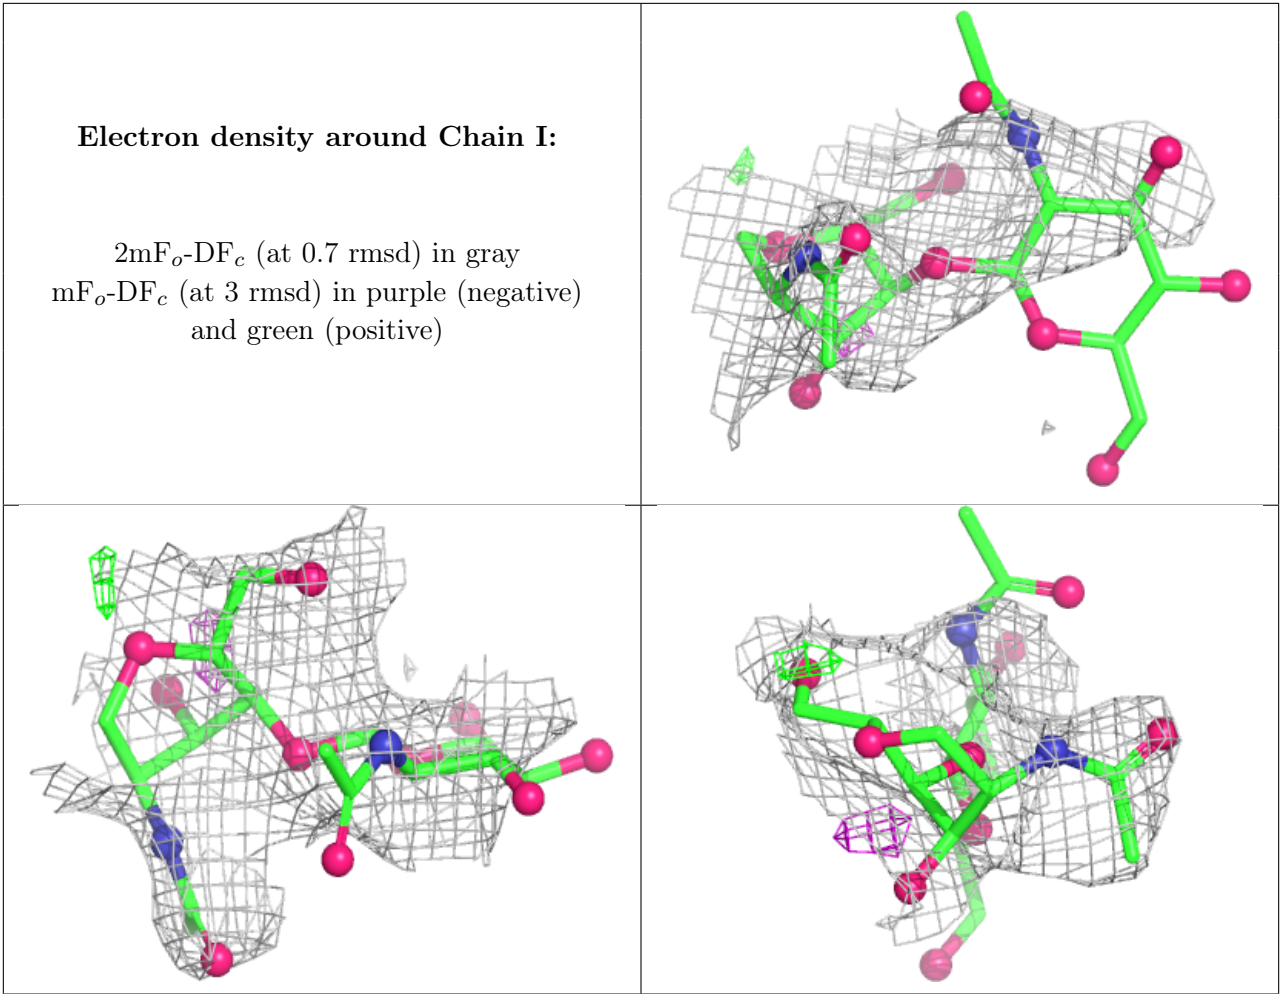 Electron density around Chain I:
2mFo-DFc (at 0.7 rmsd) in gray
mFo-DFc (at 3 rmsd) in purple (negative)
and green (positive)